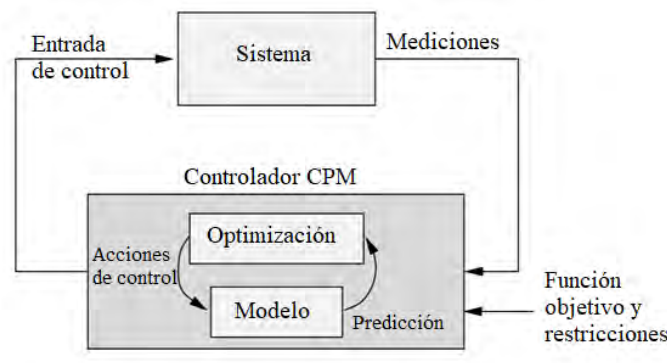 Entrada
de control
Sistema
Mediciones
Controlador CPM
Optimización
Acciones
de control
Modelo
Predicción
Función
objetivo y
restricciones